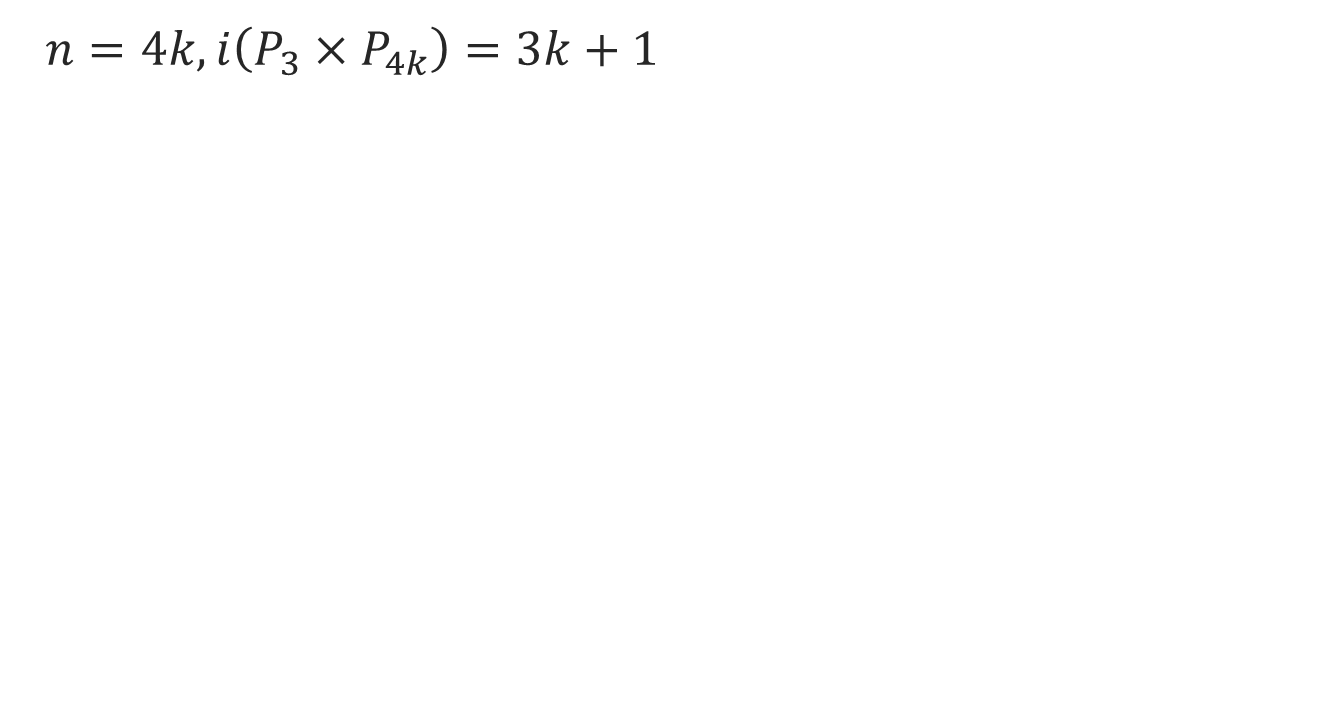 n = 4k, i(P₃ × P₄ₖ) = 3k + 1